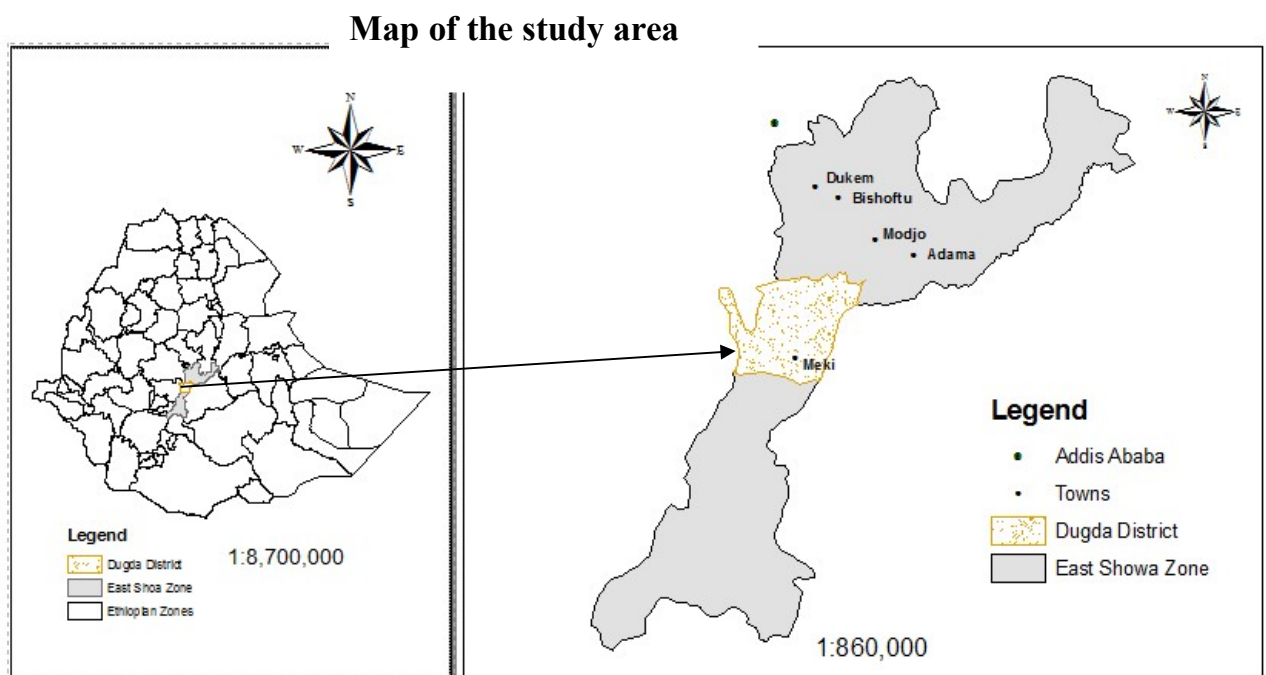 Map of the study area
N
W E
S
Legend
Dugda District
East Shoa Zone
Ethiopian Zones
1:8,700,000
N
W E
S
Dukem
Bishoftu
Modjo
Adama
Meki
Legend
Addis Ababa
Towns
Dugda District
East Showa Zone
1:860,000